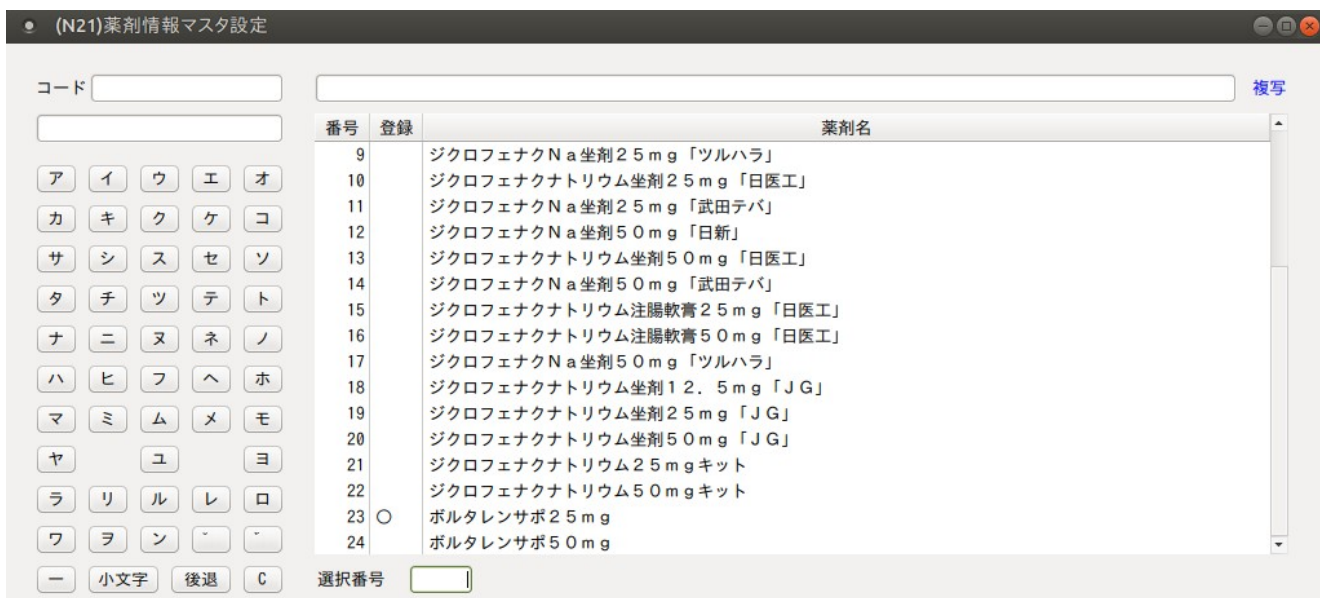 (N21)薬剤情報マスタ設定
コード 複写
番号 登録 薬剤名
9 ジクロフェナクNa坐剤25mg「ツルハラ」
10 ジクロフェナクナトリウム坐剤25mg「日医工」
11 ジクロフェナクNa坐剤25mg「武田テバ」
12 ジクロフェナクNa坐剤50mg「日新」
13 ジクロフェナクナトリウム坐剤50mg「日医工」
14 ジクロフェナクNa坐剤50mg「武田テバ」
15 ジクロフェナクナトリウム注腸軟膏25mg「日医工」
16 ジクロフェナクナトリウム注腸軟膏50mg「日医工」
17 ジクロフェナクNa坐剤50mg「ツルハラ」
18 ジクロフェナクナトリウム坐剤12.5mg「JG」
19 ジクロフェナクナトリウム坐剤25mg「JG」
20 ジクロフェナクナトリウム坐剤50mg「JG」
21 ジクロフェナクナトリウム25mgキット
22 ジクロフェナクナトリウム50mgキット
23 ○ ボルタレンサポ25mg
24 ボルタレンサポ50mg
ア イ ウ エ オ
カ キ ク ケ コ
サ シ ス セ ソ
タ チ ツ テ ト
ナ ニ ヌ ネ ノ
ハ ヒ フ ヘ ホ
マ ミ ム メ モ
ヤ ユ ヨ
ラ リ ル レ ロ
ワ ヲ ン
ー 小文字 後退 C
選択番号